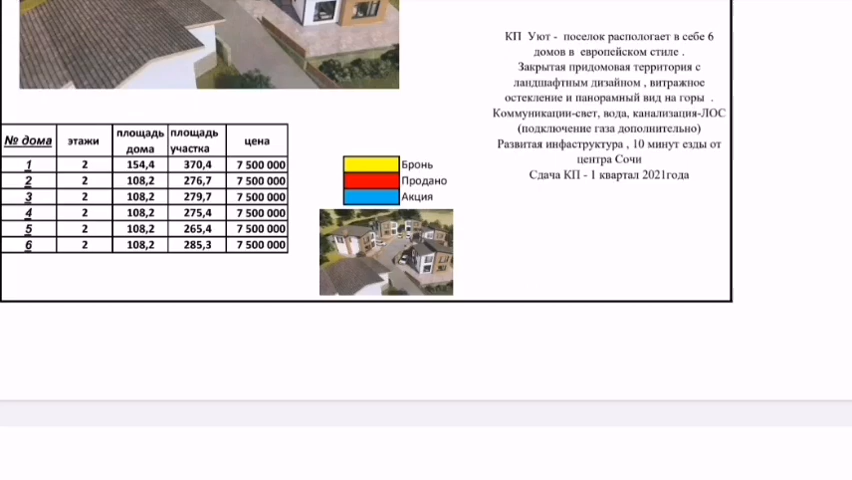 КП Уют - поселок распологает в себе 6
домов в европейском стиле .
Закрытая придомовая территория с
ландшафтным дизайном , витражное
остекление и панорамный вид на горы .
Коммуникации-свет, вода, канализация-ЛОС
(подключение газа дополнительно)
Развитая инфаструктура , 10 минут езды от
центра Сочи
Сдача КП - 1 квартал 2021года
№ дома этажи площадь дома площадь участка цена
1 2 154,4 370,4 7 500 000
2 2 108,2 276,7 7 500 000
3 2 108,2 279,7 7 500 000
4 2 108,2 275,4 7 500 000
5 2 108,2 265,4 7 500 000
6 2 108,2 285,3 7 500 000
Бронь
Продано
Акция